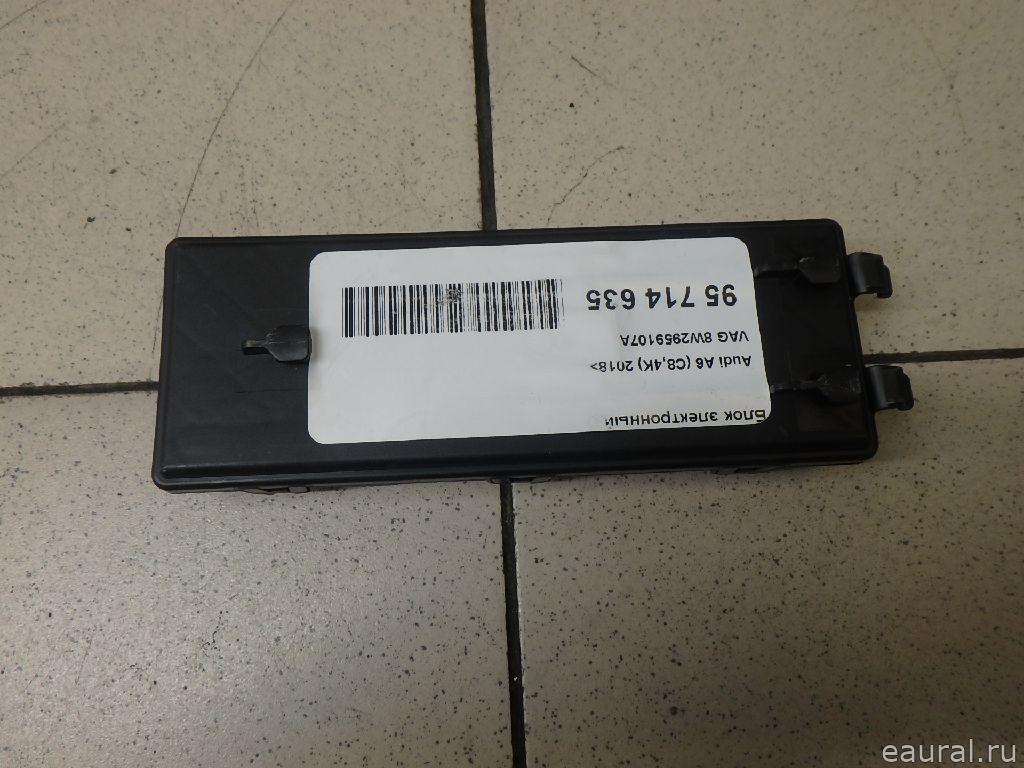 Блок электронный
Audi A6 (C8,4K) 2018>
VAG 8W2959107A
95 714 635
eaural.ru